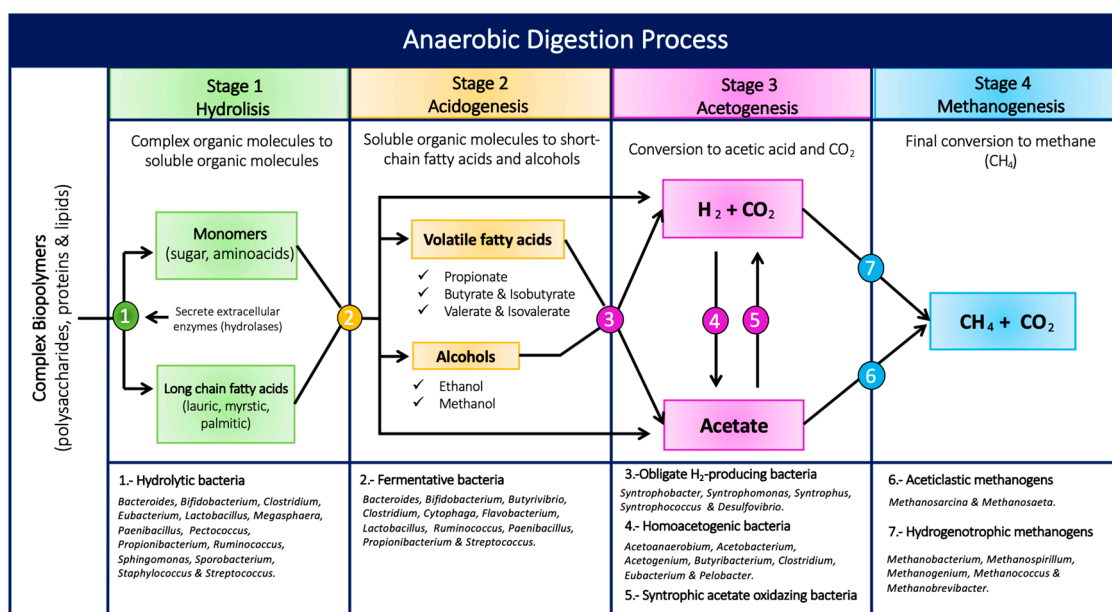 Anaerobic Digestion Process
Stage 1
Hydrolisis
Stage 2
Acidogenesis
Stage 3
Acetogenesis
Stage 4
Methanogenesis
Complex Biopolymers
(polysaccharides, proteins & lipids)
Complex organic molecules to
soluble organic molecules
Monomers
(sugar, aminoacids)
1
Secrete extracellular
enzymes (hydrolases)
Long chain fatty acids
(lauric, myrstic,
palmitic)
Soluble organic molecules to short-
chain fatty acids and alcohols
2
Volatile fatty acids
✓ Propionate
✓ Butyrate & Isobutyrate
✓ Valerate & Isovalerate
Alcohols
✓ Ethanol
✓ Methanol
Conversion to acetic acid and CO₂
H₂ + CO₂
3
4
5
Acetate
Final conversion to methane
(CH₄)
7
CH₄ + CO₂
6
1.- Hydrolytic bacteria
Bacteroides, Bifidobacterium, Clostridium,
Eubacterium, Lactobacillus, Megasphaera,
Paenibacillus, Pectococcus,
Propionibacterium, Ruminococcus,
Sphingomonas, Sporobacterium,
Staphylococcus & Streptococcus.
2.- Fermentative bacteria
Bacteroides, Bifidobacterium, Butyrivibrio,
Clostridium, Cytophaga, Flavobacterium,
Lactobacillus, Ruminococcus, Paenibacillus,
Propionibacterium & Streptococcus.
3.-Obligate H₂-producing bacteria
Syntrophobacter, Syntrophomonas, Syntrophus,
Syntrophococcus & Desulfovibrio.
4.- Homoacetogenic bacteria
Acetoanaerobium, Acetobacterium,
Acetogenium, Butyribacterium, Clostridium,
Eubacterium & Pelobacter.
5.- Syntrophic acetate oxidazing bacteria
6.- Aceticlastic methanogens
Methanosarcina & Methanosaeta.
7.- Hydrogenotrophic methanogens
Methanobacterium, Methanospirillum,
Methanogenium, Methanococcus &
Methanobrevibacter.